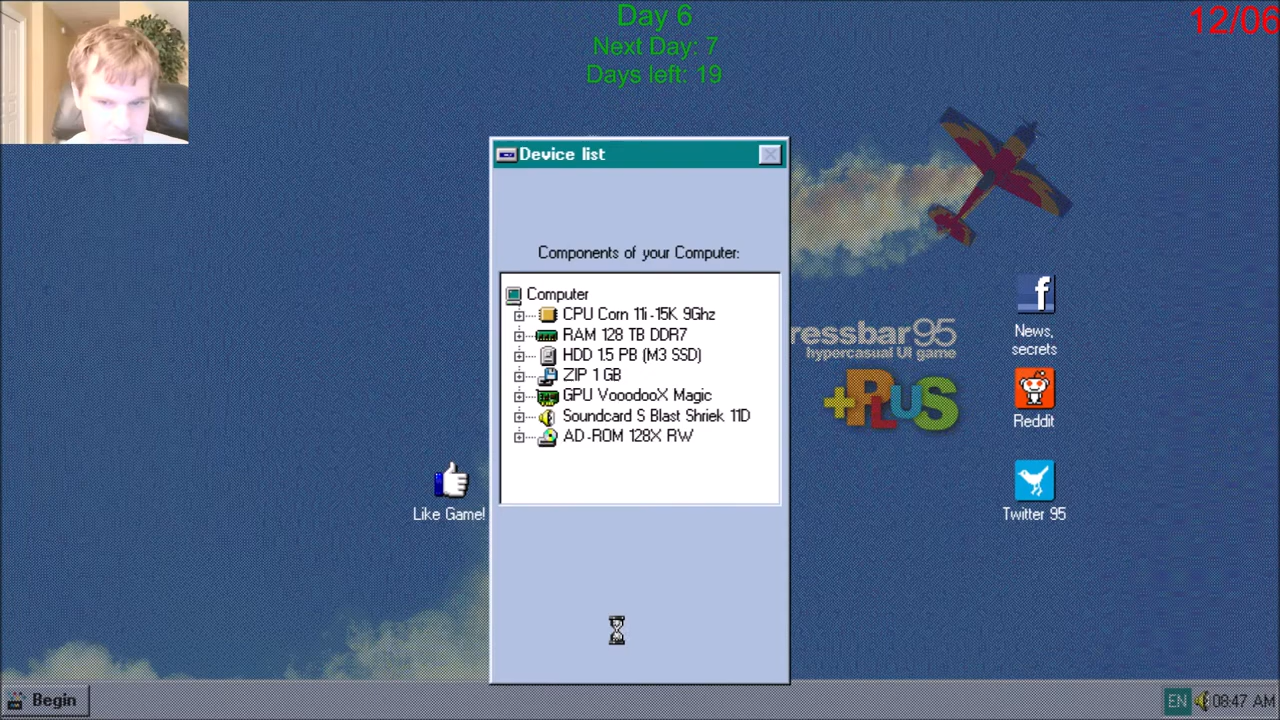 Day 6
Next Day: 7
Days left: 19
12/06
Device list
Components of your Computer:
Computer
CPU Corn 11i-15K 9Ghz
RAM 128 TB DDR7
HDD 1.5 PB (M3 SSD)
ZIP 1 GB
GPU VooodooX Magic
Soundcard S Blast Shriek 11D
AD-ROM 128X RW
Like Game!
ressbar95
hypercasual UI game
+PLUS
News,
secrets
Reddit
Twitter 95
Begin
EN
08:47 AM